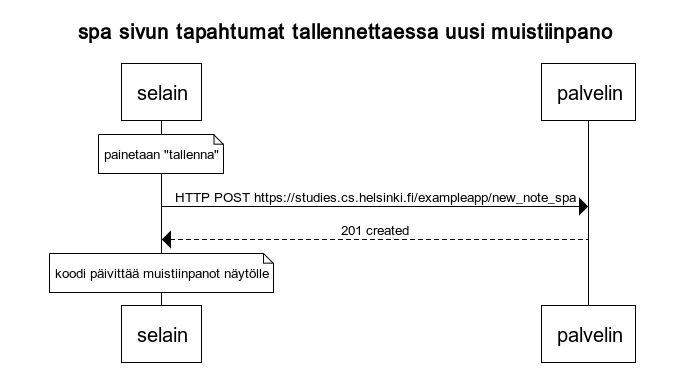 spa sivun tapahtumat tallennettaessa uusi muistiinpano
selain
palvelin
painetaan "tallenna"
HTTP POST https://studies.cs.helsinki.fi/exampleapp/new_note_spa
201 created
koodi päivittää muistiinpanot näytölle
selain
palvelin